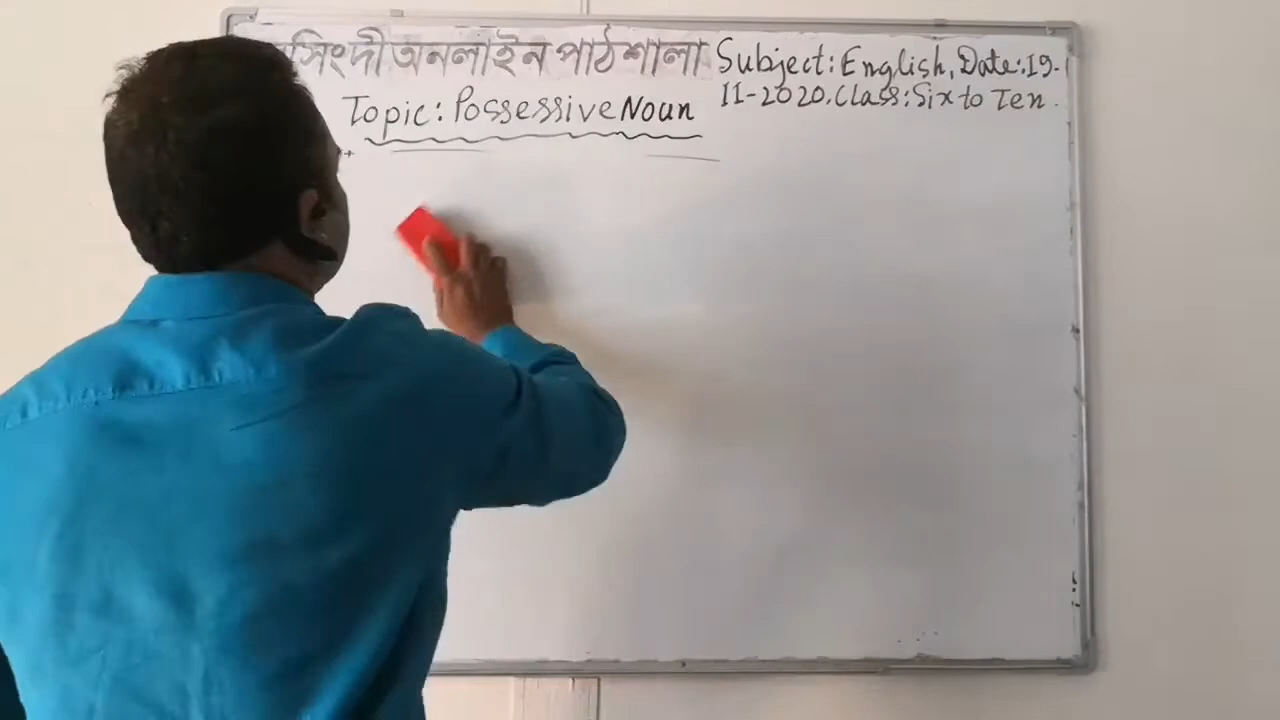 সিংদী অনলাইন পাঠশালা
Topic: Possessive Noun
Subject: English, Date:.19-
11-2020. Class: Six to Ten.